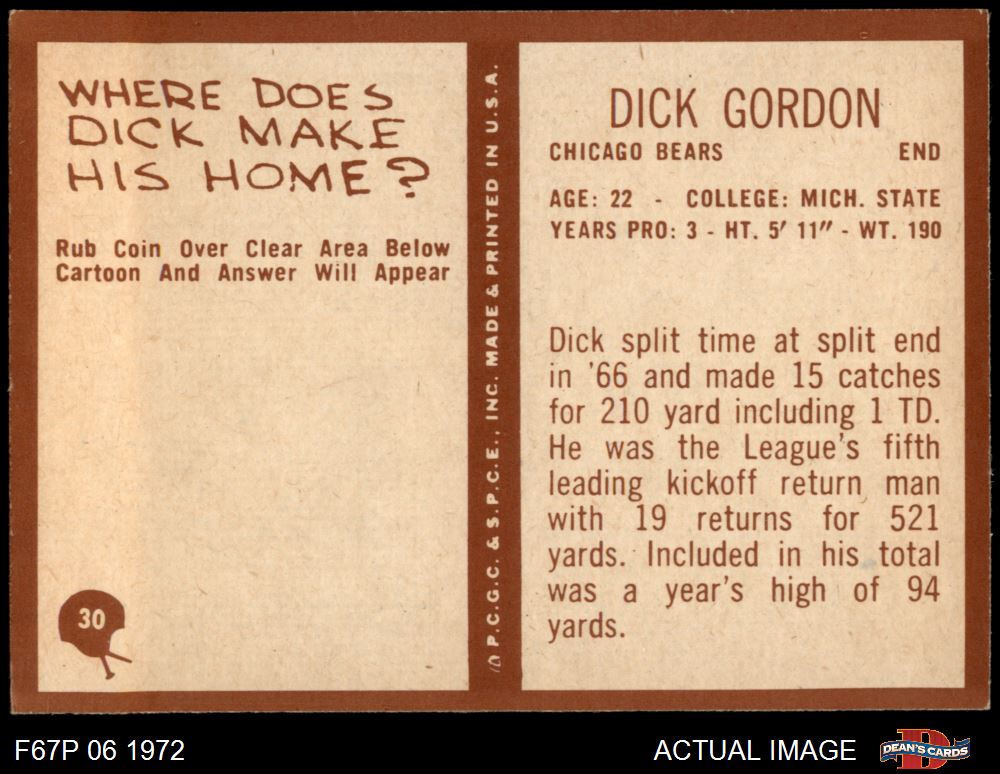 WHERE DOES
DICK MAKE
HIS HOME?
Rub Coin Over Clear Area Below
Cartoon And Answer Will Appear
30
© P.C.G.C. & S.P.C.E., INC. MADE & PRINTED IN U.S.A.
DICK GORDON
CHICAGO BEARS END
AGE: 22 - COLLEGE: MICH. STATE
YEARS PRO: 3 - HT. 5' 11" - WT. 190
Dick split time at split end
in '66 and made 15 catches
for 210 yard including 1 TD.
He was the League's fifth
leading kickoff return man
with 19 returns for 521
yards. Included in his total
was a year's high of 94
yards.
F67P 06 1972
ACTUAL IMAGE
DEAN'S CARDS